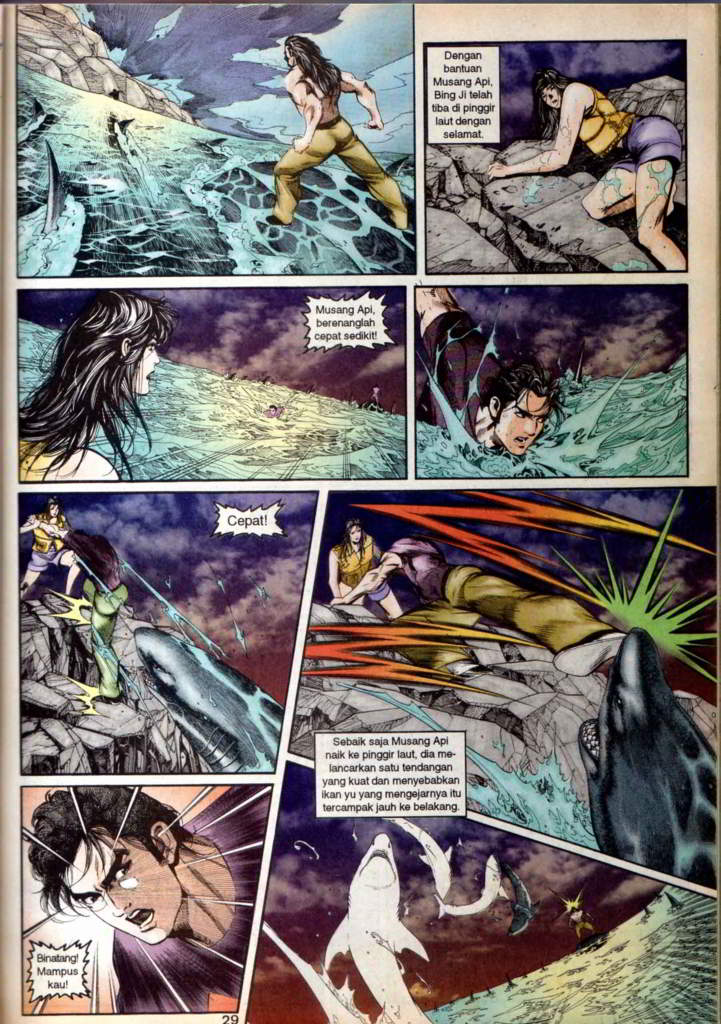 Dengan
bantuan
Musang Api,
Bing Ji telah
tiba di pinggir
laut dengan
selamat.
Musang Api,
berenanglah
cepat sedikit!
Cepat!
Sebaik saja Musang Api
naik ke pinggir laut, dia me-
lancarkan satu tendangan
yang kuat dan menyebabkan
ikan yu yang mengejarnya itu
tercampak jauh ke belakang.
Binatang!
Mampus
kau!
29